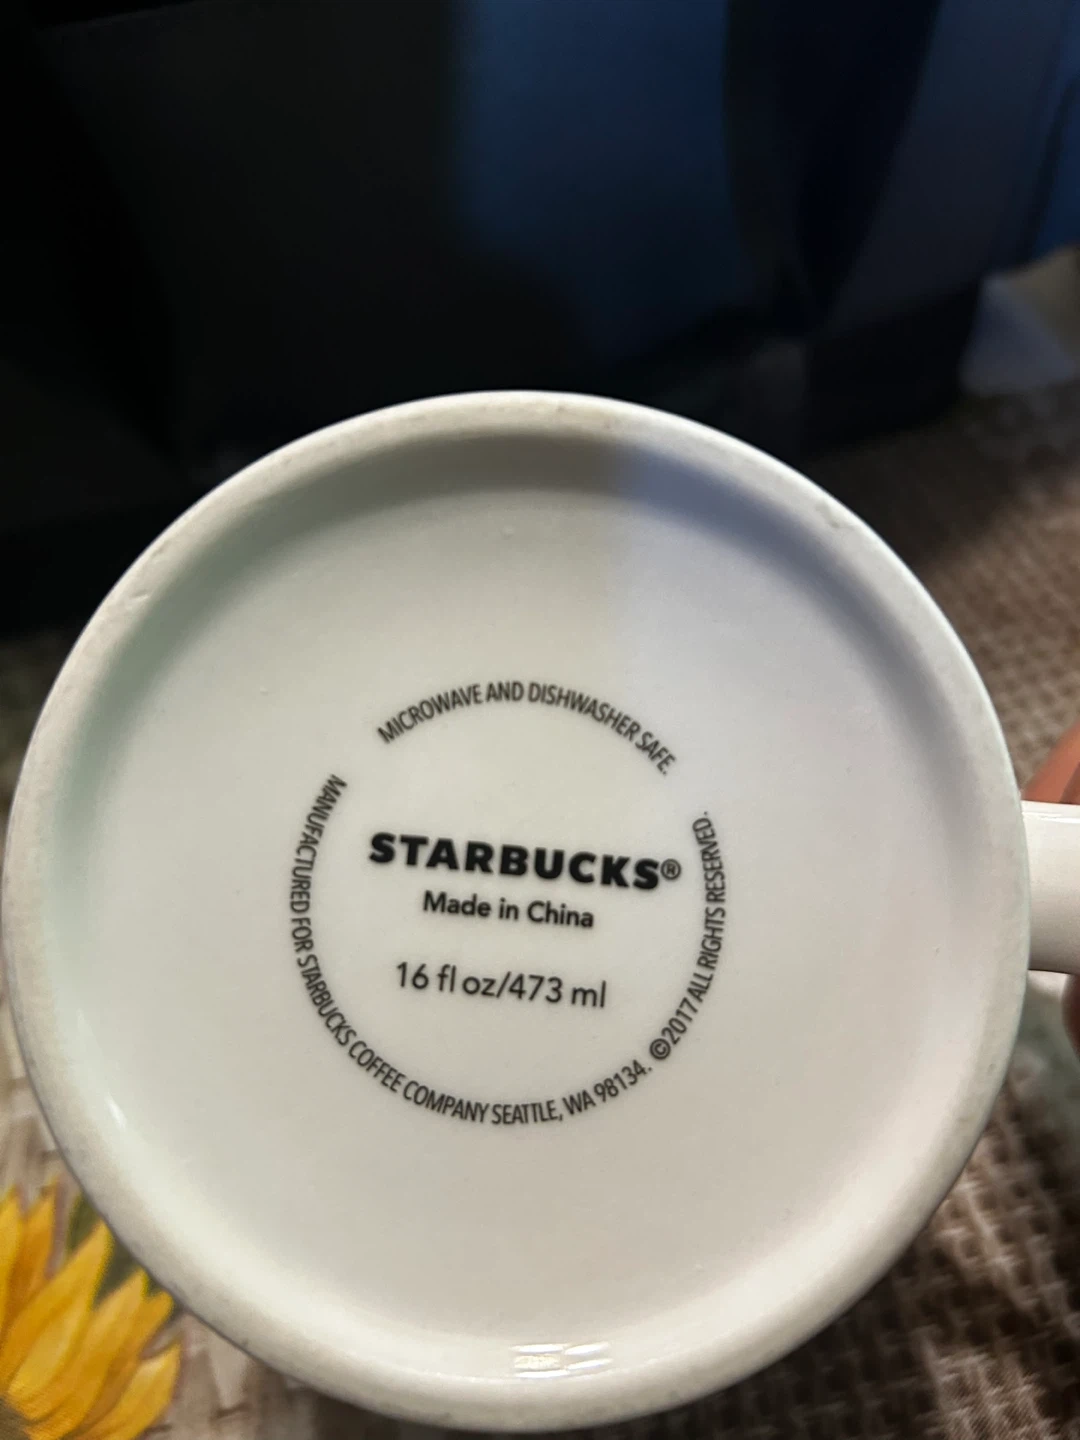 MICROWAVE AND DISHWASHER SAFE.
STARBUCKS®
Made in China
16 fl oz/473 ml
MANUFACTURED FOR STARBUCKS COFFEE COMPANY SEATTLE, WA 98134. ©2017 ALL RIGHTS RESERVED.